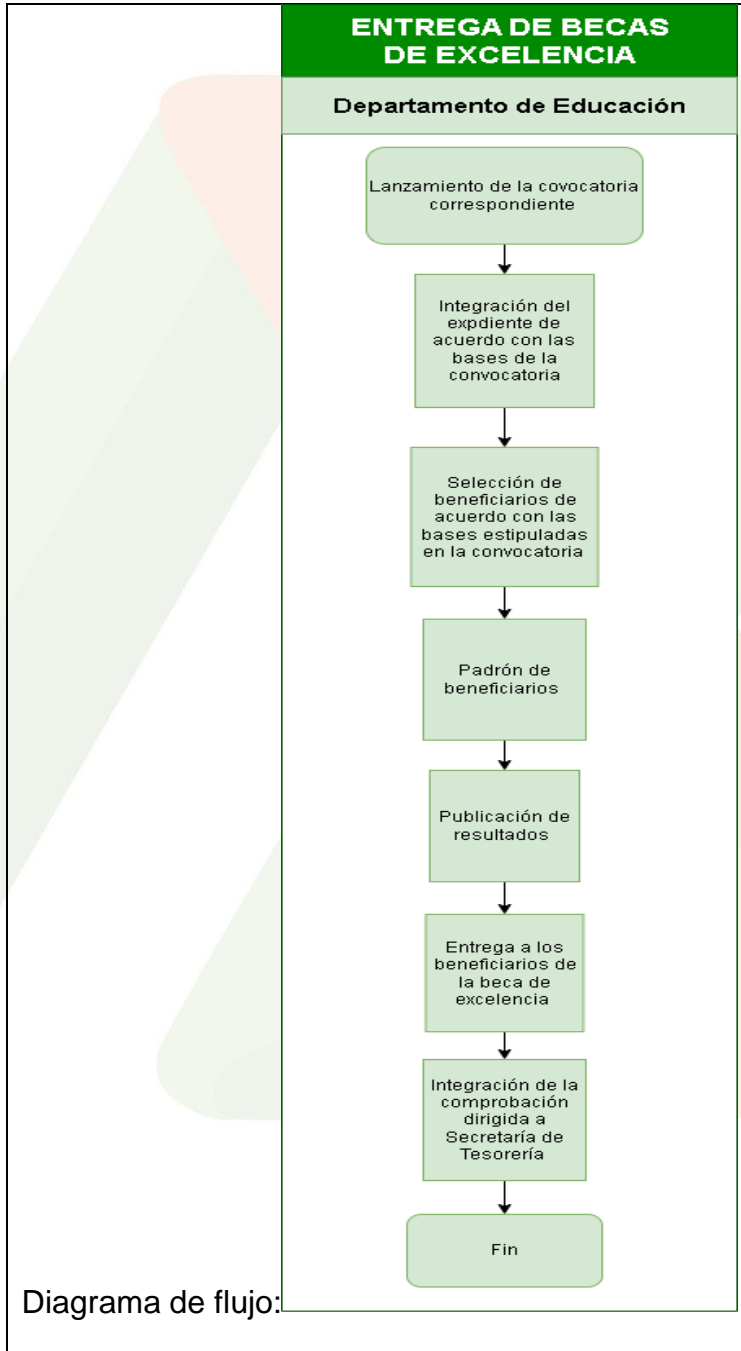 ENTREGA DE BECAS
DE EXCELENCIA
Departamento de Educación
Lanzamiento de la covocatoria
correspondiente
Integración del
expdiente de
acuerdo con las
bases de la
convocatoria
Selección de
beneficiarios de
acuerdo con las
bases estipuladas
en la convocatoria
Padrón de
beneficiarios
Publicación de
resultados
Entrega a los
beneficiarios de
la beca de
excelencia
Integración de la
comprobación
dirigida a
Secretaría de
Tesorería
Fin
Diagrama de flujo: